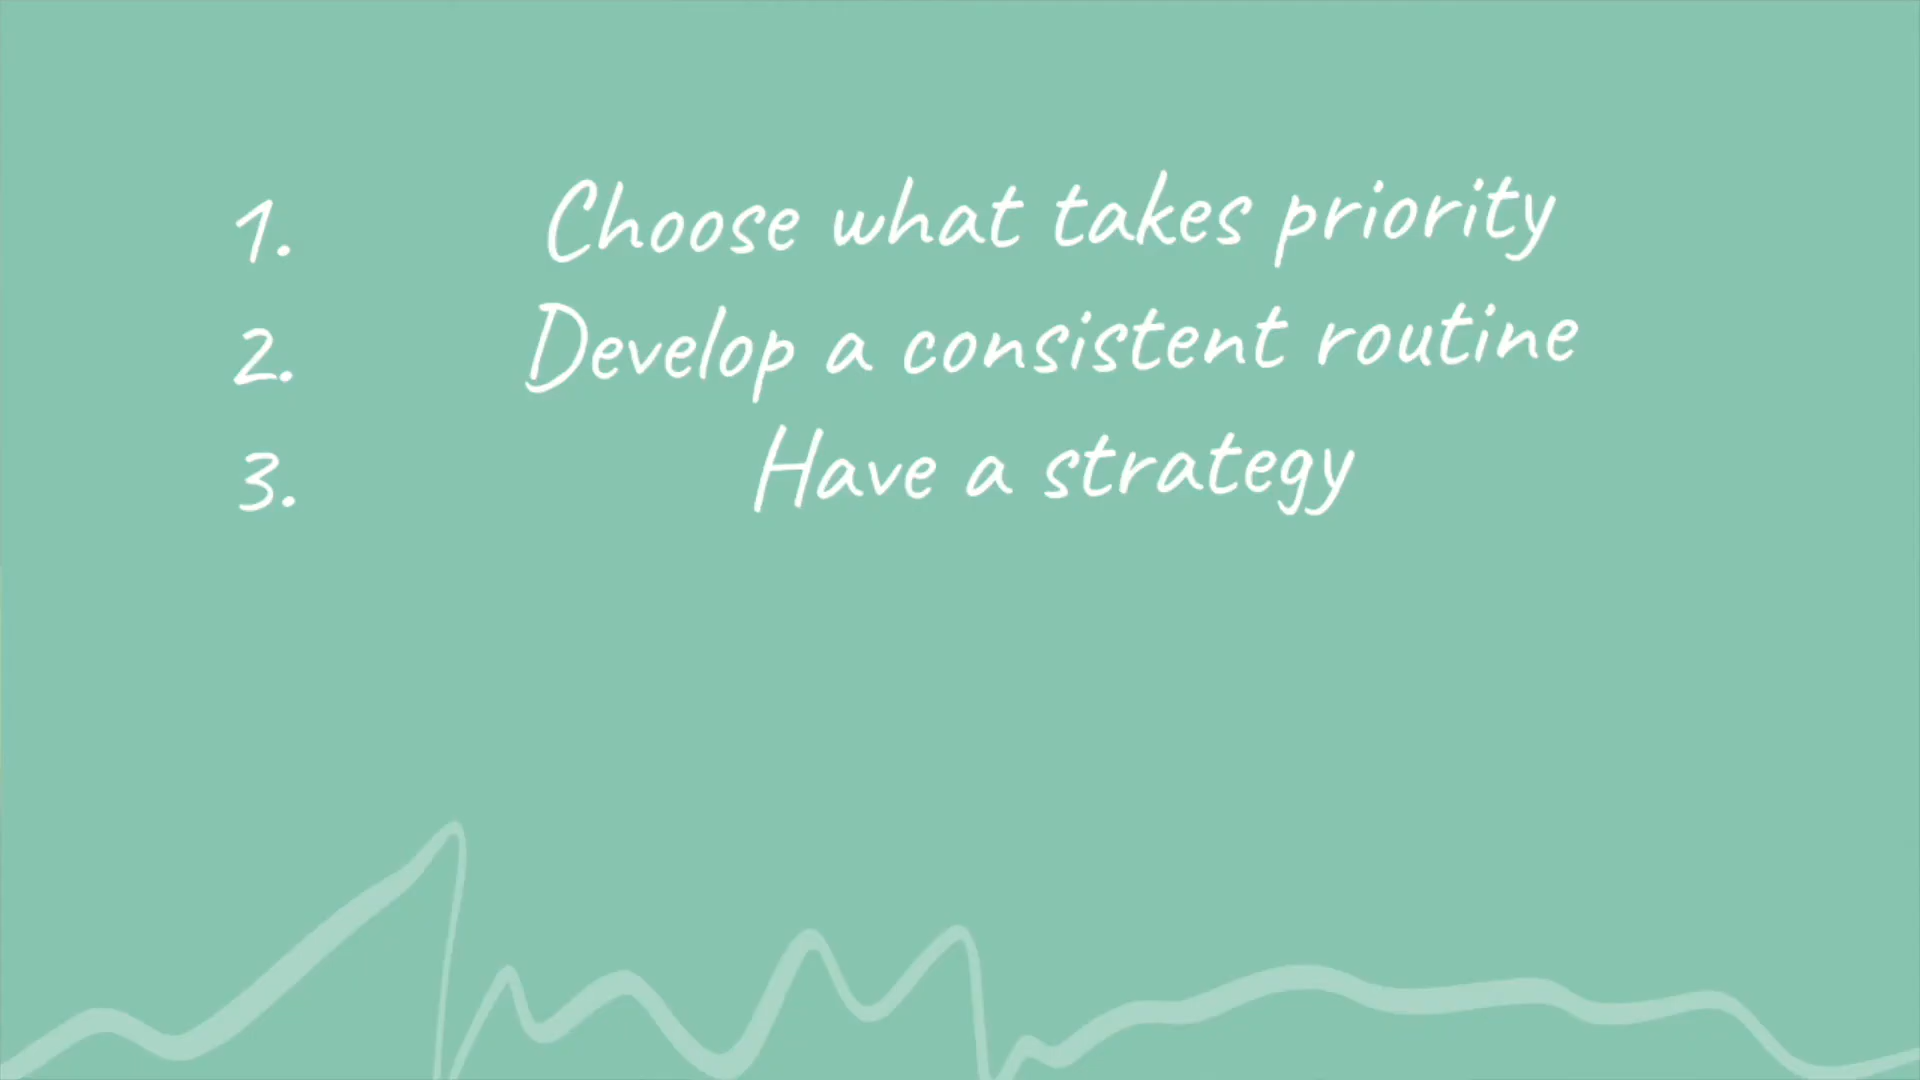 1. Choose what takes priority
2. Develop a consistent routine
3. Have a strategy